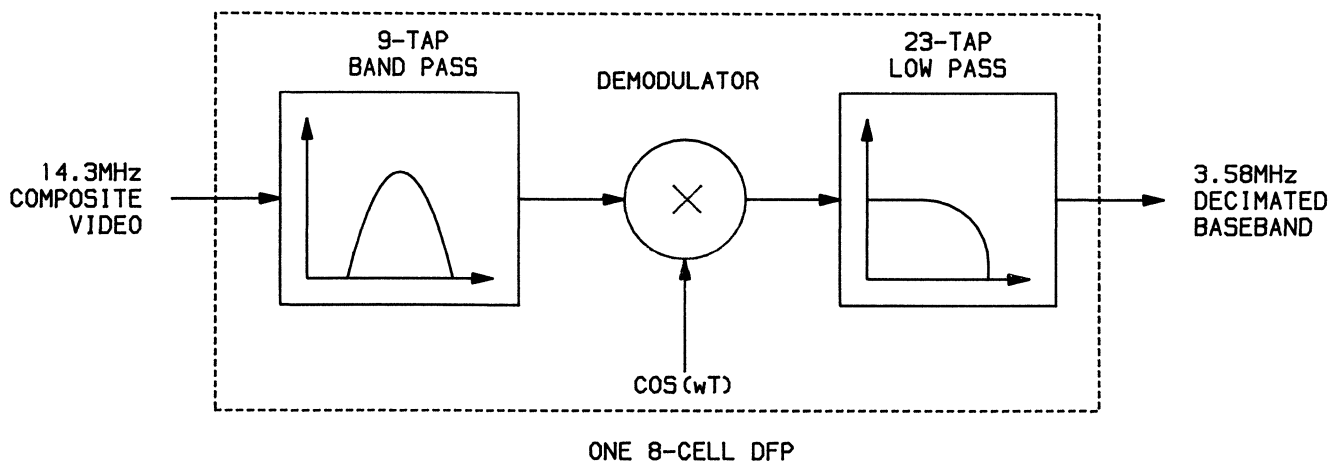 9-TAP
BAND PASS
DEMODULATOR
23-TAP
LOW PASS
14.3MHz
COMPOSITE
VIDEO
3.58MHz
DECIMATED
BASEBAND
COS(wT)
ONE 8-CELL DFP